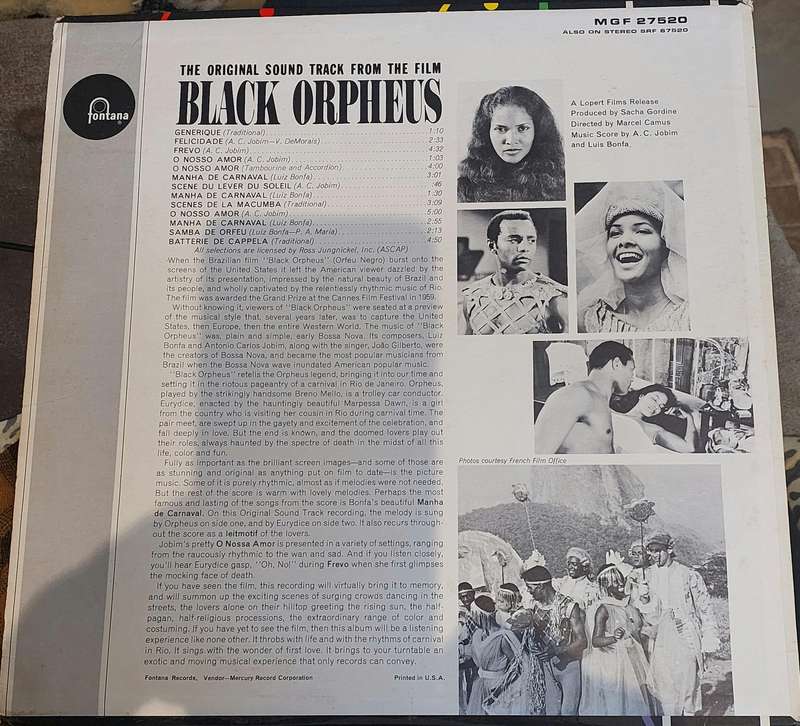 MGF 27520
ALSO ON STEREO SRF 67520
fontana
THE ORIGINAL SOUND TRACK FROM THE FILM
BLACK ORPHEUS
GENERIQUE (Traditional) 1:10
FELICIDADE (A. C. Jobim—V. DeMorais) 2:33
FREVO (A. C. Jobim) 4:32
O NOSSO AMOR (A. C. Jobim) 1:03
O NOSSO AMOR (Tambourine and Accordion) 4:00
MANHA DE CARNAVAL (Luiz Bonfa) 3:01
SCENE DU LEVER DU SOLEIL (A. C. Jobim) :46
MANHA DE CARNAVAL (Luiz Bonfa) 1:30
SCENES DE LA MACUMBA (Traditional) 3:09
O NOSSO AMOR (A. C. Jobim) 5:00
MANHA DE CARNAVAL (Luiz Bonfa) 2:55
SAMBA DE ORFEU (Luiz Bonfa—P. A. Maria) 2:13
BATTERIE DE CAPPELA (Traditional) 4:50
All selections are licensed by Ross Jungnickel, Inc. (ASCAP)
When the Brazilian film "Black Orpheus" (Orfeu Negro) burst onto the
screens of the United States it left the American viewer dazzled by the
artistry of its presentation, impressed by the natural beauty of Brazil and
its people, and wholly captivated by the relentlessly rhythmic music of Rio.
The film was awarded the Grand Prize at the Cannes Film Festival in 1959.
Without knowing it, viewers of "Black Orpheus" were seated at a preview
of the musical style that, several years later, was to capture the United
States, then Europe, then the entire Western World. The music of "Black
Orpheus" was, plain and simple, early Bossa Nova. Its composers, Luiz
Bonfa and Antonio Carlos Jobim, along with the singer, João Gilberto, were
the creators of Bossa Nova, and became the most popular musicians from
Brazil when the Bossa Nova wave inundated American popular music.
"Black Orpheus" retells the Orpheus legend, bringing it into our time and
setting it in the riotous pageantry of a carnival in Rio de Janeiro. Orpheus,
played by the strikingly handsome Breno Mello, is a trolley car conductor.
Eurydice, enacted by the hauntingly beautiful Marpessa Dawn, is a girl
from the country who is visiting her cousin in Rio during carnival time. The
pair meet, are swept up in the gayety and excitement of the celebration, and
fall deeply in love. But the end is known, and the doomed lovers play out
their roles, always haunted by the spectre of death in the midst of all this
life, color and fun.
Fully as important as the brilliant screen images—and some of those are
as stunning and original as anything put on film to date—is the picture
music. Some of it is purely rhythmic, almost as if melodies were not needed.
But the rest of the score is warm with lovely melodies. Perhaps the most
famous and lasting of the songs from the score is Bonfa's beautiful Manha
de Carnaval. On this Original Sound Track recording, the melody is sung
by Orpheus on side one, and by Eurydice on side two. It also recurs through-
out the score as a leitmotif of the lovers.
Jobim's pretty O Nossa Amor is presented in a variety of settings, ranging
from the raucously rhythmic to the wan and sad. And if you listen closely,
you'll hear Eurydice gasp, "Oh, No!" during Frevo when she first glimpses
the mocking face of death.
If you have seen the film, this recording will virtually bring it to memory,
and will summon up the exciting scenes of surging crowds dancing in the
streets, the lovers alone on their hilltop greeting the rising sun, the half-
pagan, half-religious processions, the extraordinary range of color and
costuming. If you have yet to see the film, then this album will be a listening
experience like none other. It throbs with life and with the rhythms of carnival
in Rio. It sings with the wonder of first love. It brings to your turntable an
exotic and moving musical experience that only records can convey.
Fontana Records, Vendor—Mercury Record Corporation Printed in U.S.A.
A Lopert Films Release
Produced by Sacha Gordine
Directed by Marcel Camus
Music Score by A. C. Jobim
and Luis Bonfa.
Photos courtesy French Film Office